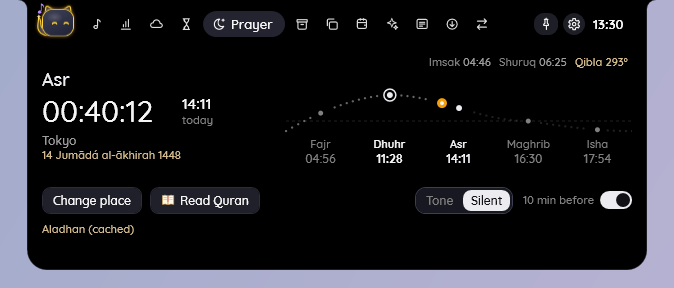 Prayer
13:30
Imsak 04:46 Shuruq 06:25 Qibla 293°
Asr
00:40:12
14:11
today
Tokyo
14 Jumādá al-ākhirah 1448
Fajr Dhuhr Asr Maghrib Isha
04:56 11:28 14:11 16:30 17:54
Change place
Read Quran
Tone Silent 10 min before
Aladhan (cached)